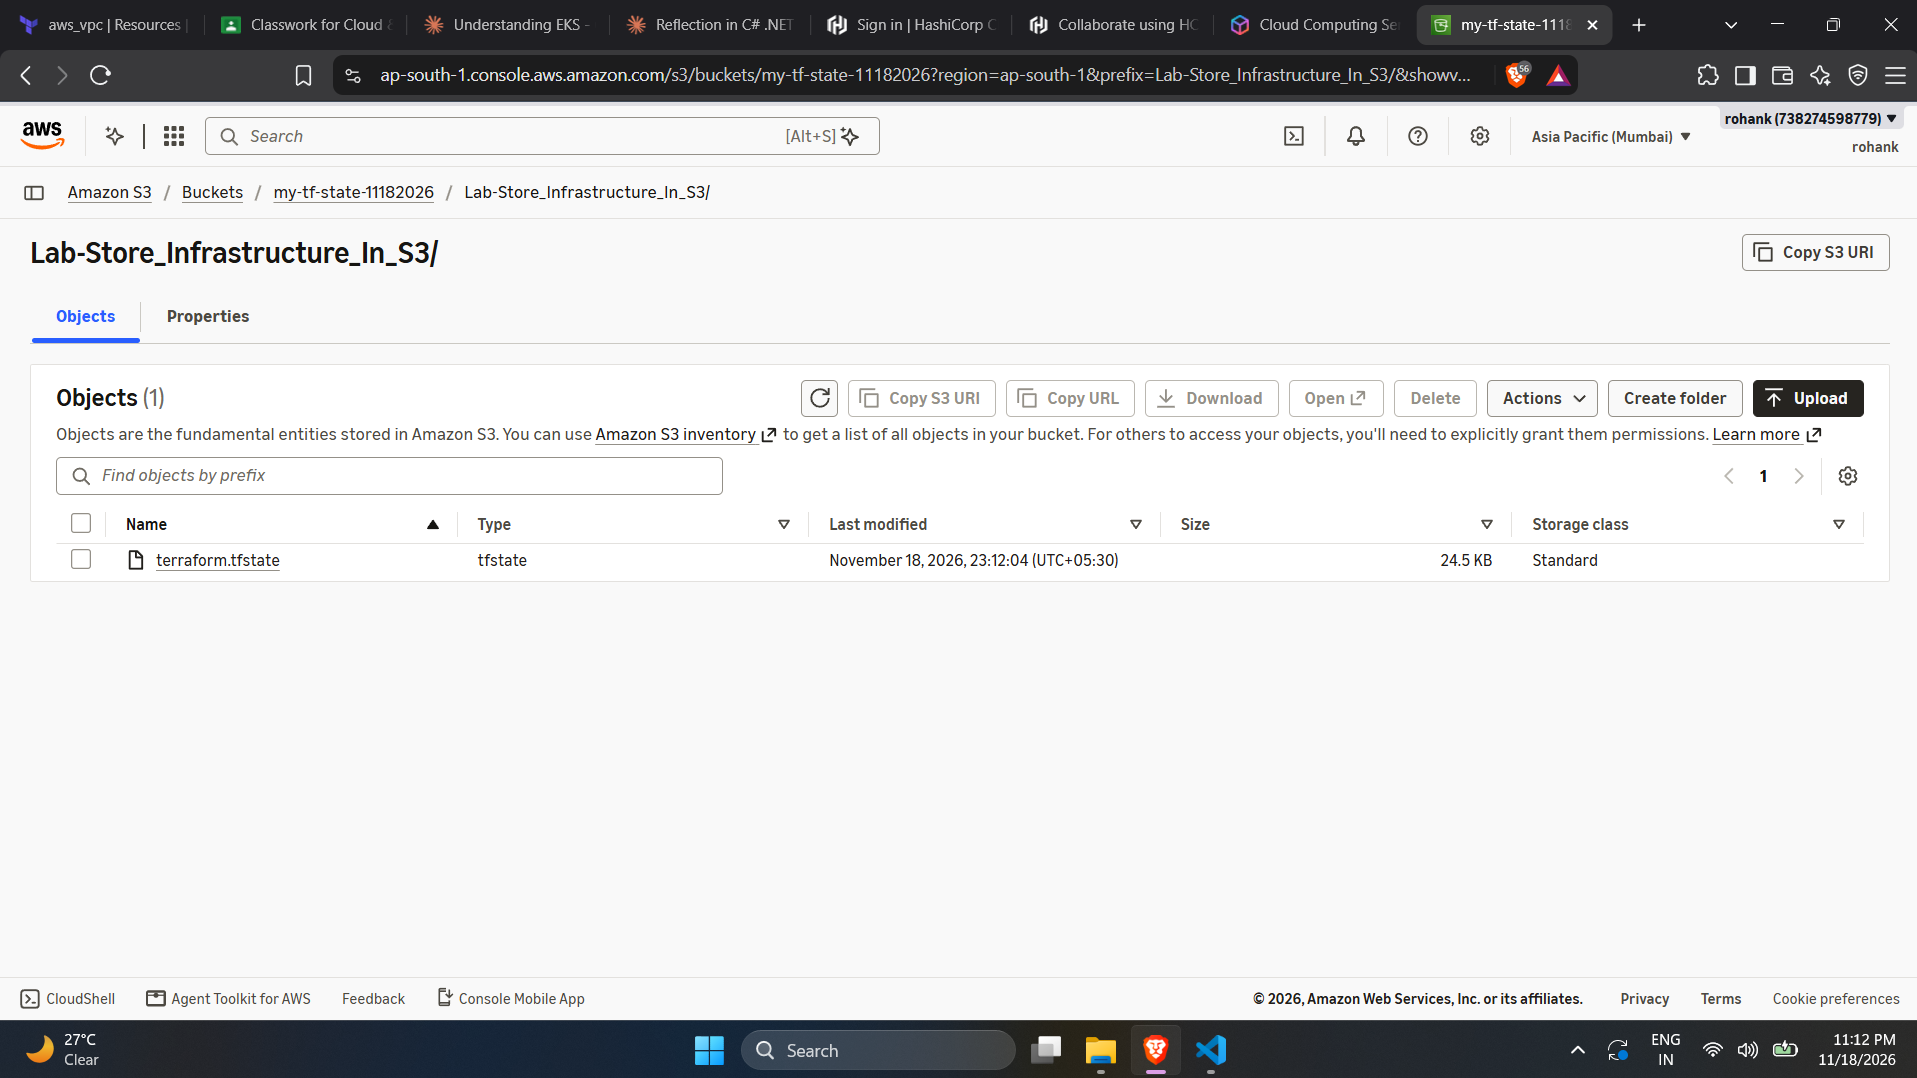 aws_vpc | Resources |
Classwork for Cloud &
Understanding EKS -
Reflection in C# .NET
Sign in | HashiCorp C
Collaborate using HC
Cloud Computing Se
my-tf-state-1118
ap-south-1.console.aws.amazon.com/s3/buckets/my-tf-state-11182026?region=ap-south-1&prefix=Lab-Store_Infrastructure_In_S3/&showv...
56
aws
Search
[Alt+S]
Asia Pacific (Mumbai)
rohank (738274598779)
rohank
Amazon S3 / Buckets / my-tf-state-11182026 / Lab-Store_Infrastructure_In_S3/
Lab-Store_Infrastructure_In_S3/
Copy S3 URI
Objects
Properties
Objects (1)
Copy S3 URI
Copy URL
Download
Open
Delete
Actions
Create folder
Upload
Objects are the fundamental entities stored in Amazon S3. You can use Amazon S3 inventory to get a list of all objects in your bucket. For others to access your objects, you'll need to explicitly grant them permissions. Learn more
Find objects by prefix
1
Name Type Last modified Size Storage class
terraform.tfstate tfstate November 18, 2026, 23:12:04 (UTC+05:30) 24.5 KB Standard
CloudShell
Agent Toolkit for AWS
Feedback
Console Mobile App
© 2026, Amazon Web Services, Inc. or its affiliates.
Privacy
Terms
Cookie preferences
27°C
Clear
Search
ENG
IN
11:12 PM
11/18/2026